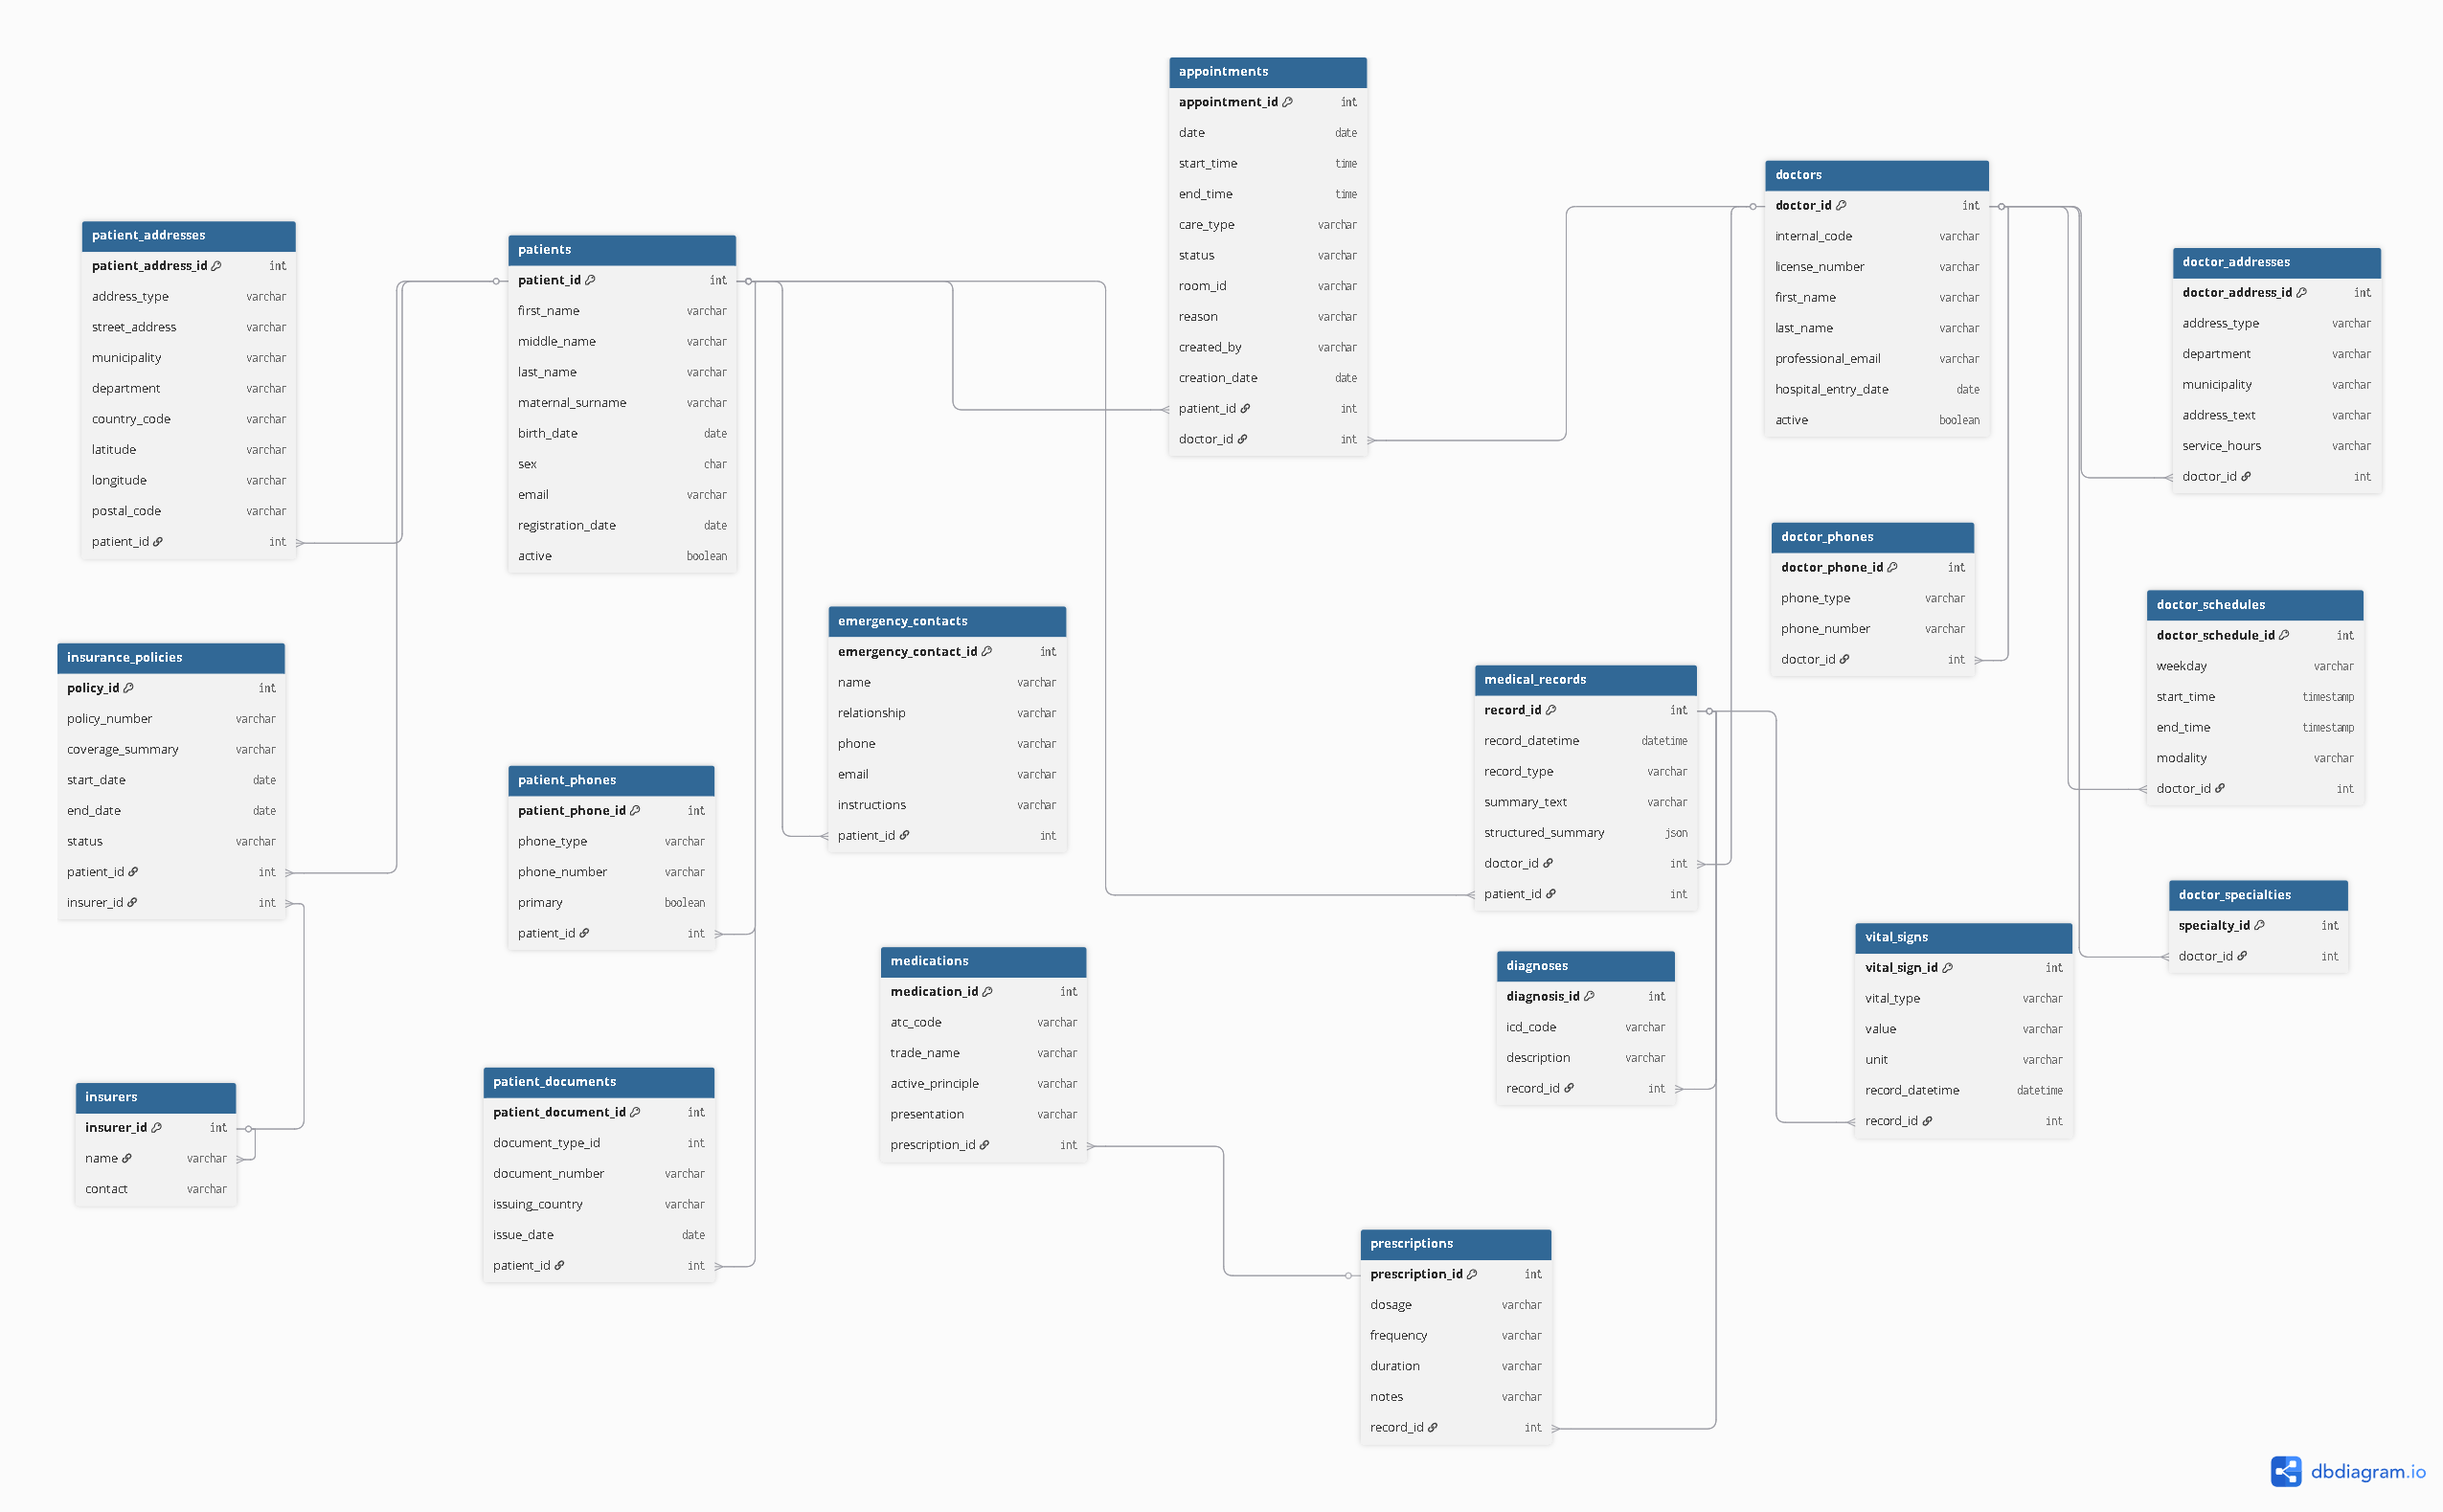 appointments
appointment_id int
date date
start_time time
end_time time
care_type varchar
status varchar
room_id varchar
reason varchar
created_by varchar
creation_date date
patient_id int
doctor_id int
doctors
doctor_id int
internal_code varchar
license_number varchar
first_name varchar
last_name varchar
professional_email varchar
hospital_entry_date date
active boolean
patient_addresses
patient_address_id int
address_type varchar
street_address varchar
municipality varchar
department varchar
country_code varchar
latitude varchar
longitude varchar
postal_code varchar
patient_id int
patients
patient_id int
first_name varchar
middle_name varchar
last_name varchar
maternal_surname varchar
birth_date date
sex char
email varchar
registration_date date
active boolean
doctor_addresses
doctor_address_id int
address_type varchar
department varchar
municipality varchar
address_text varchar
service_hours varchar
doctor_id int
doctor_phones
doctor_phone_id int
phone_type varchar
phone_number varchar
doctor_id int
doctor_schedules
doctor_schedule_id int
weekday varchar
start_time timestamp
end_time timestamp
modality varchar
doctor_id int
emergency_contacts
emergency_contact_id int
name varchar
relationship varchar
phone varchar
email varchar
instructions varchar
patient_id int
insurance_policies
policy_id int
policy_number varchar
coverage_summary varchar
start_date date
end_date date
status varchar
patient_id int
insurer_id int
medical_records
record_id int
record_datetime datetime
record_type varchar
summary_text varchar
structured_summary json
doctor_id int
patient_id int
patient_phones
patient_phone_id int
phone_type varchar
phone_number varchar
primary boolean
patient_id int
doctor_specialties
specialty_id int
doctor_id int
vital_signs
vital_sign_id int
vital_type varchar
value varchar
unit varchar
record_datetime datetime
record_id int
medications
medication_id int
atc_code varchar
trade_name varchar
active_principle varchar
presentation varchar
prescription_id int
diagnoses
diagnosis_id int
icd_code varchar
description varchar
record_id int
insurers
insurer_id int
name varchar
contact varchar
patient_documents
patient_document_id int
document_type_id int
document_number varchar
issuing_country varchar
issue_date date
patient_id int
prescriptions
prescription_id int
dosage varchar
frequency varchar
duration varchar
notes varchar
record_id int
dbdiagram.io